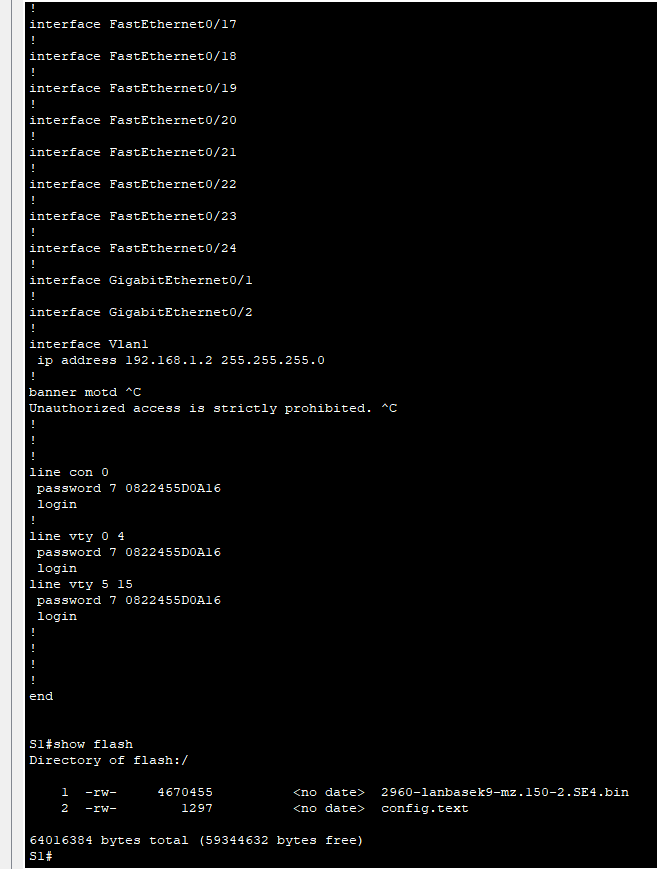 !
interface FastEthernet0/17
!
interface FastEthernet0/18
!
interface FastEthernet0/19
!
interface FastEthernet0/20
!
interface FastEthernet0/21
!
interface FastEthernet0/22
!
interface FastEthernet0/23
!
interface FastEthernet0/24
!
interface GigabitEthernet0/1
!
interface GigabitEthernet0/2
!
interface Vlan1
 ip address 192.168.1.2 255.255.255.0
!
banner motd ^C
Unauthorized access is strictly prohibited. ^C
!
!
!
line con 0
 password 7 0822455D0A16
 login
!
line vty 0 4
 password 7 0822455D0A16
 login
line vty 5 15
 password 7 0822455D0A16
 login
!
!
!
!
end
S1#show flash
Directory of flash:/
    1  -rw-     4670455          <no date>  2960-lanbasek9-mz.150-2.SE4.bin
    2  -rw-        1297          <no date>  config.text
64016384 bytes total (59344632 bytes free)
S1#